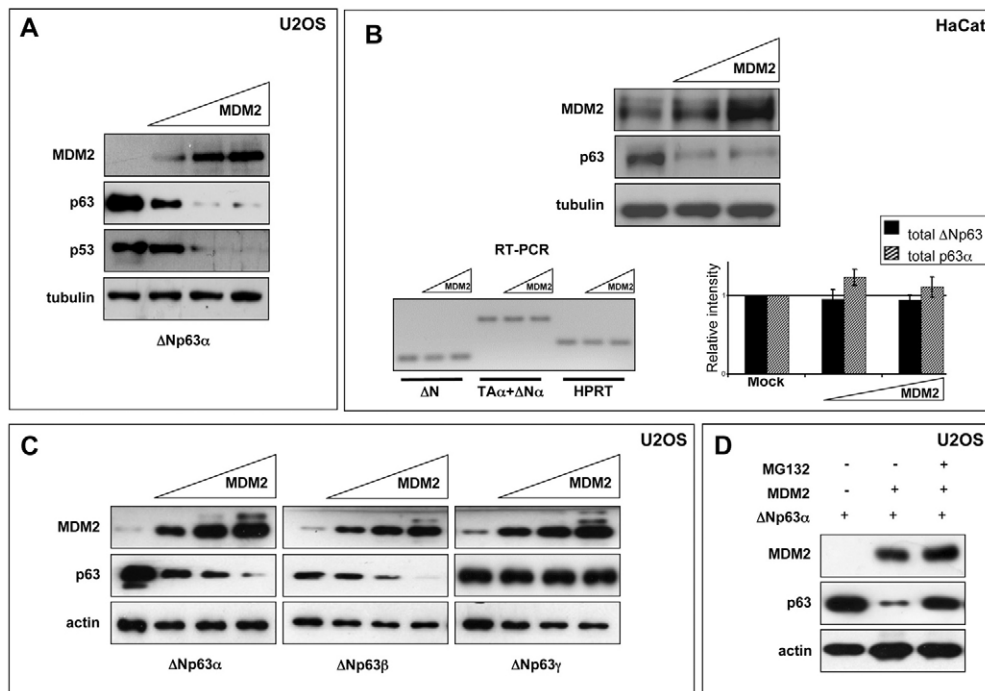 A
U2OS
MDM2
MDM2
p63
p53
tubulin
ΔNp63α
B
HaCat
MDM2
MDM2
p63
tubulin
RT-PCR
MDM2 MDM2 MDM2
ΔN TAα+ΔNα HPRT
total ΔNp63
total p63α
Relative intensity
1
0
Mock
MDM2
C
U2OS
MDM2 MDM2 MDM2
MDM2
p63
actin
ΔNp63α ΔNp63β ΔNp63γ
D
U2OS
MG132 - - +
MDM2 - + +
ΔNp63α + + +
MDM2
p63
actin